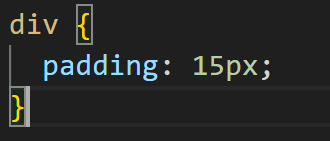 div {
  padding: 15px;
}